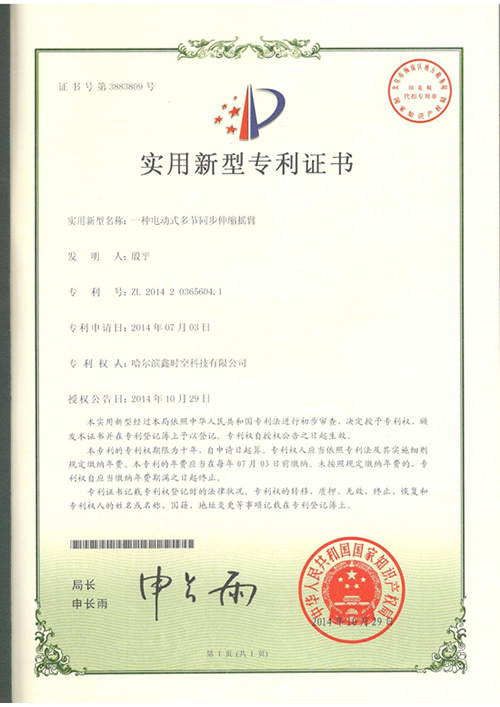 证书号第3883809号
印花税
代扣专用章
国家知识产权局
实用新型专利证书
实用新型名称：一种电动式多节同步伸缩摇臂
发明人：殷平
专利号：ZL 2014 2 0365604.1
专利申请日：2014年07月03日
专利权人：哈尔滨鑫时空科技有限公司
授权公告日：2014年10月29日
本实用新型经过本局依照中华人民共和国专利法进行初步审查，决定授予专利权，颁
发本证书并在专利登记簿上予以登记。专利权自授权公告之日起生效。
本专利的专利权期限为十年，自申请日起算。专利权人应当依照专利法及其实施细则
规定缴纳年费。本专利的年费应当在每年07月03日前缴纳。未按照规定缴纳年费的，专
利权自应当缴纳年费期满之日起终止。
专利证书记载专利权登记时的法律状况。专利权的转移、质押、无效、终止、恢复和
专利权人的姓名或名称、国籍、地址变更等事项记载在专利登记簿上。
局长
申长雨
申长雨
中华人民共和国国家知识产权局
2014年10月29日
第1页(共1页)